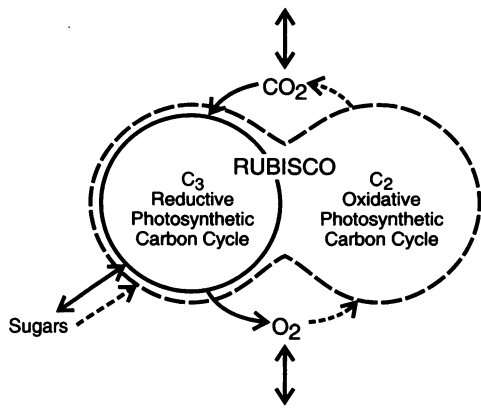 CO2
RUBISCO
C3
Reductive
Photosynthetic
Carbon Cycle
C2
Oxidative
Photosynthetic
Carbon Cycle
Sugars
O2